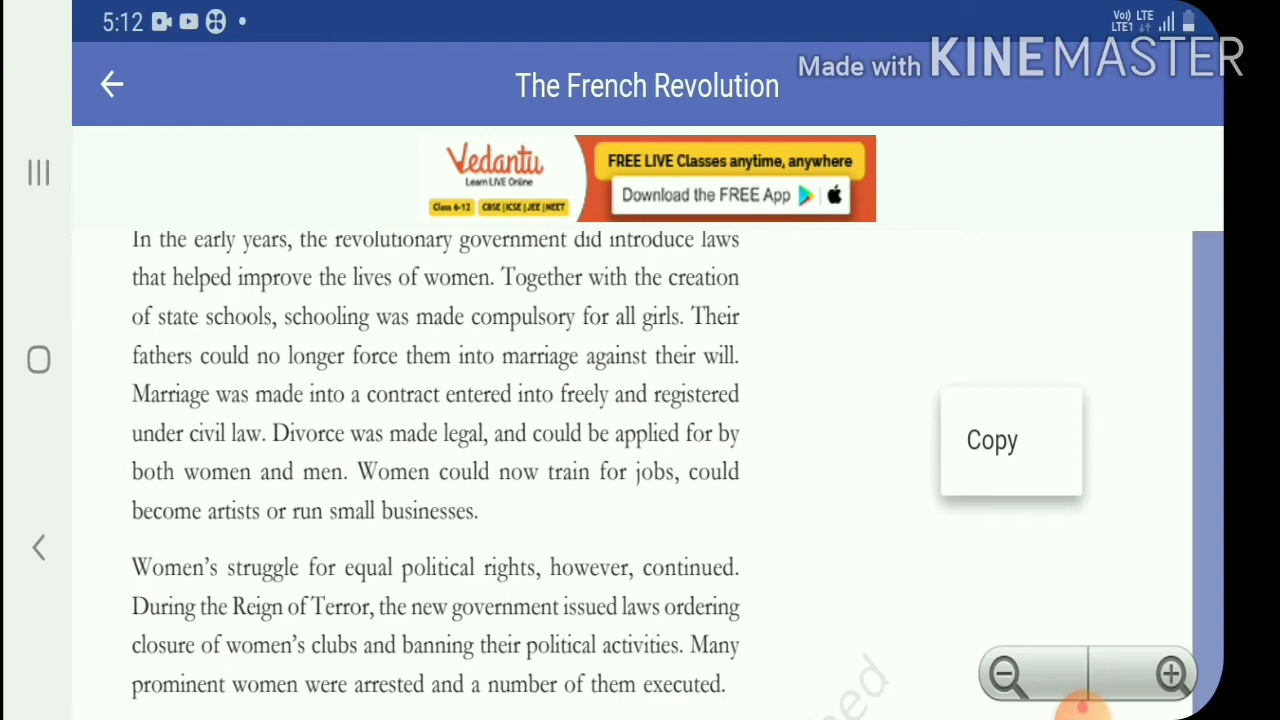 5:12
Vo) LTE
LTE1
Made with KINEMASTER
The French Revolution
Vedantu
Learn LIVE Online
Class 6-12 CBSE | ICSE | JEE | NEET
FREE LIVE Classes anytime, anywhere
Download the FREE App
In the early years, the revolutionary government did introduce laws
that helped improve the lives of women. Together with the creation
of state schools, schooling was made compulsory for all girls. Their
fathers could no longer force them into marriage against their will.
Marriage was made into a contract entered into freely and registered
under civil law. Divorce was made legal, and could be applied for by
both women and men. Women could now train for jobs, could
become artists or run small businesses.
Copy
Women’s struggle for equal political rights, however, continued.
During the Reign of Terror, the new government issued laws ordering
closure of women’s clubs and banning their political activities. Many
prominent women were arrested and a number of them executed.